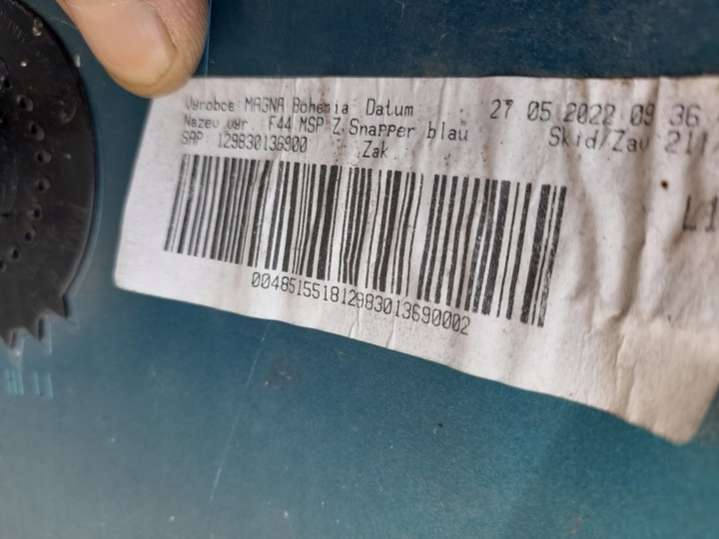 Vyrobce MAGNA Bohemia Datum 27 05 2022 09 36
Nazev vyr F44 MSP Z Snapper blau Skid/Zav 211
SAP 129830136900 Zak
L1
004851551812983013690002